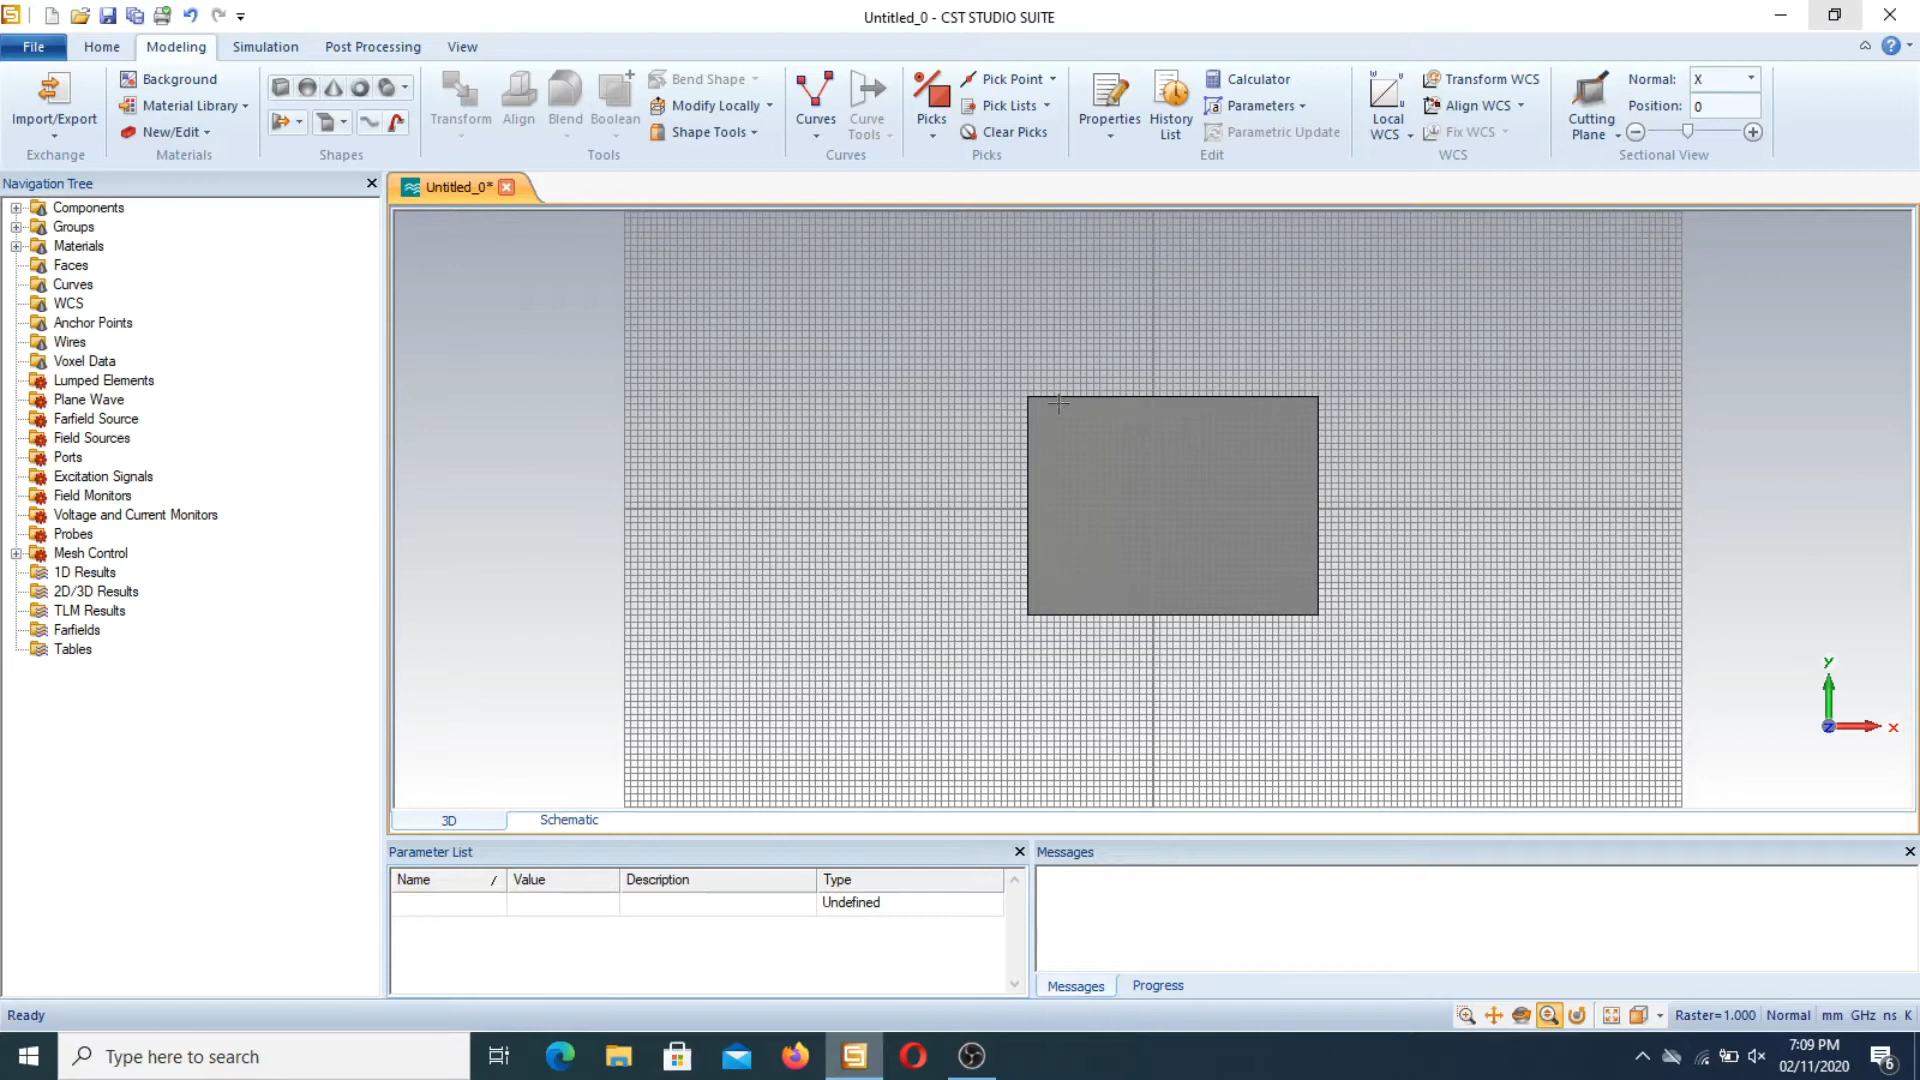 Untitled_0 - CST STUDIO SUITE
File Home Modeling Simulation Post Processing View
Import/Export
Exchange
Background
Material Library
New/Edit
Materials
Shapes
Transform
Align
Blend
Boolean
Bend Shape
Modify Locally
Shape Tools
Tools
Curves
Curve Tools
Curves
Picks
Pick Point
Pick Lists
Clear Picks
Picks
Properties
History List
Calculator
Parameters
Parametric Update
Edit
Local WCS
Transform WCS
Align WCS
Fix WCS
WCS
Cutting Plane
Normal: X
Position: 0
Sectional View
Navigation Tree
Components
Groups
Materials
Faces
Curves
WCS
Anchor Points
Wires
Voxel Data
Lumped Elements
Plane Wave
Farfield Source
Field Sources
Ports
Excitation Signals
Field Monitors
Voltage and Current Monitors
Probes
Mesh Control
1D Results
2D/3D Results
TLM Results
Farfields
Tables
Untitled_0*
y
z
x
3D Schematic
Parameter List
Name / Value Description Type
Undefined
Messages
Messages Progress
Ready
Raster=1.000 Normal mm GHz ns K
Type here to search
7:09 PM
02/11/2020
6